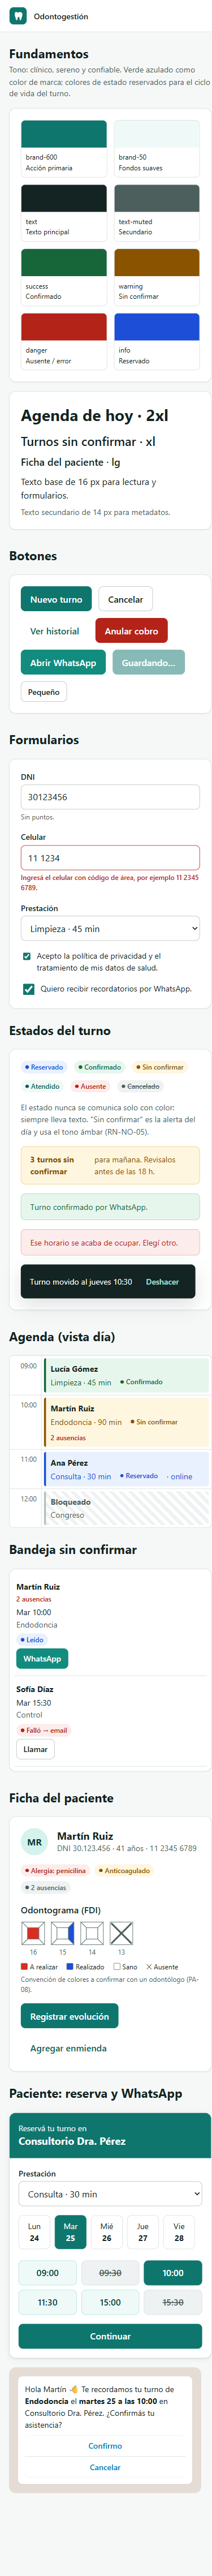 Odontogestión
Fundamentos
Tono: clínico, sereno y confiable. Verde azulado como
color de marca; colores de estado reservados para el ciclo
de vida del turno.
brand-600
Acción primaria
brand-50
Fondos suaves
text
Texto principal
text-muted
Secundario
success
Confirmado
warning
Sin confirmar
danger
Ausente / error
info
Reservado
Agenda de hoy · 2xl
Turnos sin confirmar · xl
Ficha del paciente · lg
Texto base de 16 px para lectura y
formularios.
Texto secundario de 14 px para metadatos.
Botones
Nuevo turno
Cancelar
Ver historial
Anular cobro
Abrir WhatsApp
Guardando...
Pequeño
Formularios
DNI
30123456
Sin puntos.
Celular
11 1234
Ingresá el celular con código de área, por ejemplo 11 2345
6789.
Prestación
Limpieza · 45 min
Acepto la política de privacidad y el
tratamiento de mis datos de salud.
Quiero recibir recordatorios por WhatsApp.
Estados del turno
Reservado
Confirmado
Sin confirmar
Atendido
Ausente
Cancelado
El estado nunca se comunica solo con color:
siempre lleva texto. "Sin confirmar" es la alerta del
día y usa el tono ámbar (RN-NO-05).
3 turnos sin
confirmar
para mañana. Revisalos
antes de las 18 h.
Turno confirmado por WhatsApp.
Ese horario se acaba de ocupar. Elegí otro.
Turno movido al jueves 10:30
Deshacer
Agenda (vista día)
09:00
Lucía Gómez
Limpieza · 45 min
Confirmado
10:00
Martín Ruiz
Endodoncia · 90 min
Sin confirmar
2 ausencias
11:00
Ana Pérez
Consulta · 30 min
Reservado
· online
12:00
Bloqueado
Congreso
Bandeja sin confirmar
Martín Ruiz
2 ausencias
Mar 10:00
Endodoncia
Leído
WhatsApp
Sofía Díaz
Mar 15:30
Control
Falló → email
Llamar
Ficha del paciente
MR
Martín Ruiz
DNI 30.123.456 · 41 años · 11 2345 6789
Alergia: penicilina
Anticoagulado
2 ausencias
Odontograma (FDI)
16
15
14
13
A realizar
Realizado
Sano
Ausente
Convención de colores a confirmar con un odontólogo (PA-
08).
Registrar evolución
Agregar enmienda
Paciente: reserva y WhatsApp
Reservá tu turno en
Consultorio Dra. Pérez
Prestación
Consulta · 30 min
Lun
24
Mar
25
Mié
26
Jue
27
Vie
28
09:00
09:30
10:00
11:30
15:00
15:30
Continuar
Hola Martín 👋 Te recordamos tu turno de
Endodoncia el martes 25 a las 10:00 en
Consultorio Dra. Pérez. ¿Confirmás tu
asistencia?
Confirmo
Cancelar